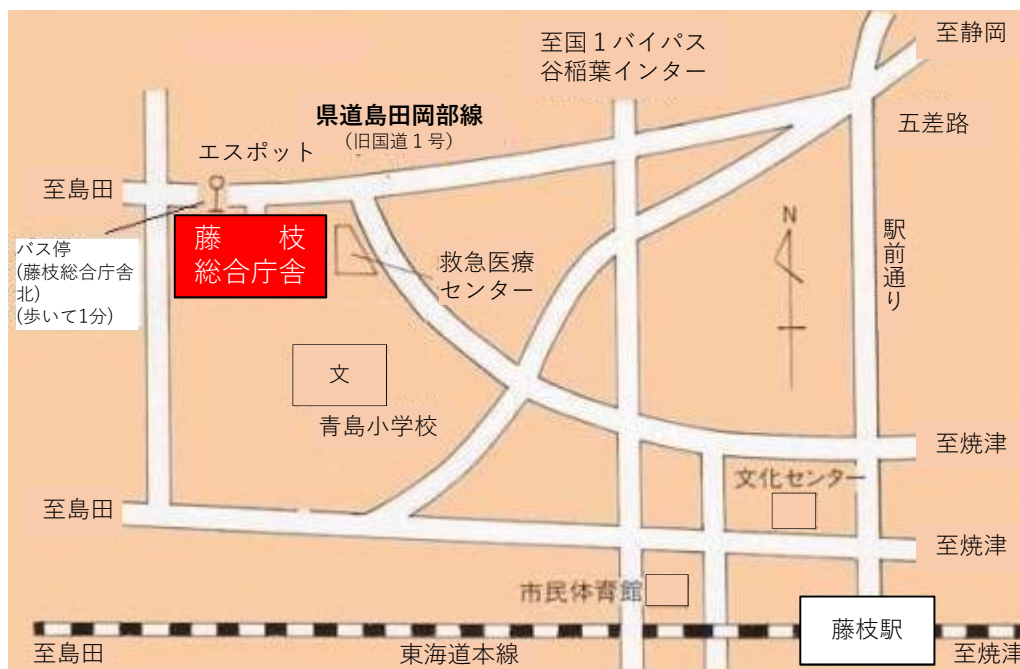 至国１バイパス
谷稲葉インター
至静岡
五差路
県道島田岡部線
(旧国道１号)
エスポット
至島田
バス停
(藤枝総合庁舎
北)
(歩いて1分)
藤　枝
総合庁舎
救急医療
センター
N
駅前通り
文
青島小学校
至焼津
文化センター
至島田
至焼津
市民体育館
藤枝駅
至島田
東海道本線
至焼津